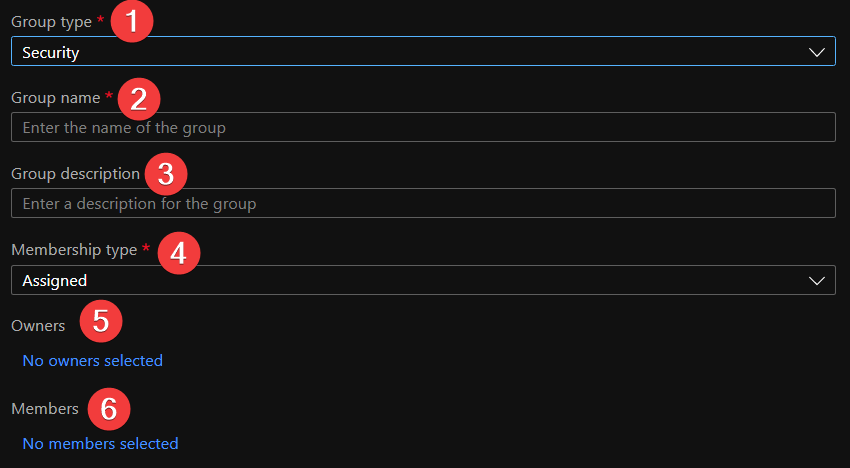 Group type * 1
Security
Group name * 2
Enter the name of the group
Group description 3
Enter a description for the group
Membership type * 4
Assigned
Owners 5
No owners selected
Members 6
No members selected